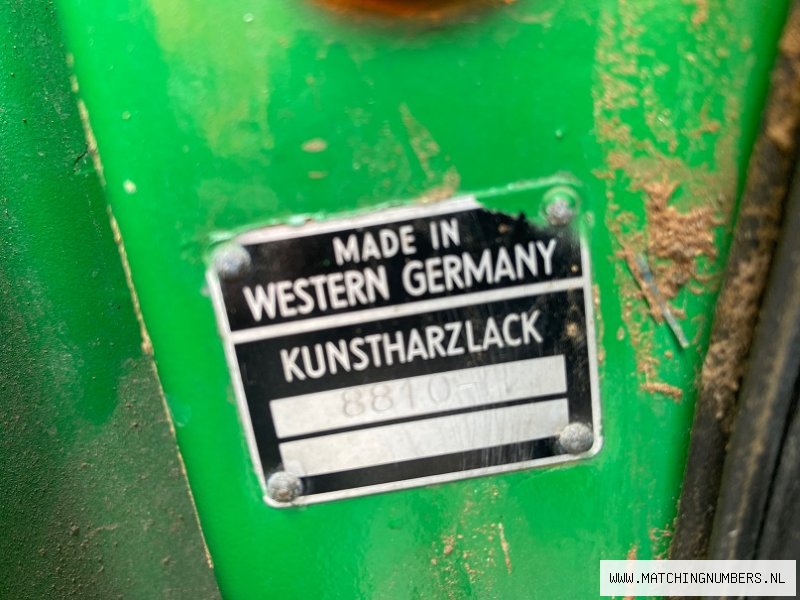 MADE IN
WESTERN GERMANY
KUNSTHARZLACK
8810-
WWW.MATCHINGNUMBERS.NL